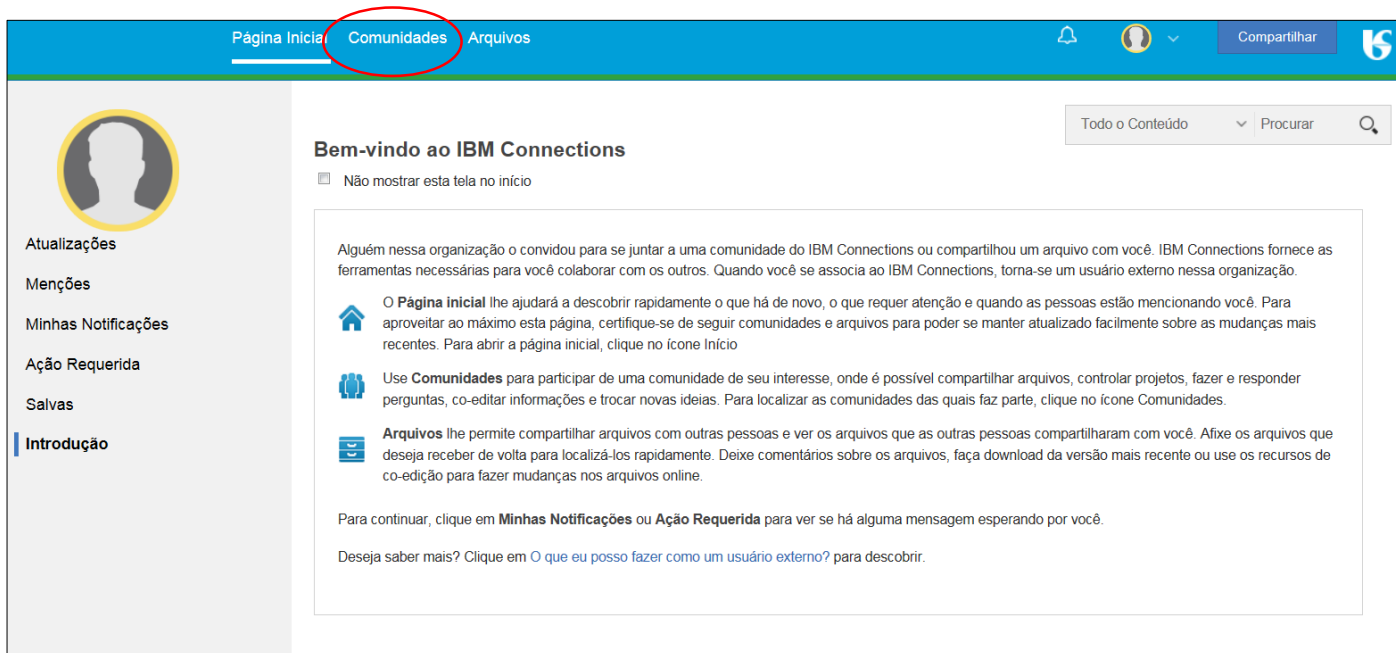 Página Inicial Comunidades Arquivos Compartilhar
Todo o Conteúdo Procurar
Bem-vindo ao IBM Connections
Não mostrar esta tela no início
Atualizações
Menções
Minhas Notificações
Ação Requerida
Salvas
Introdução
Alguém nessa organização o convidou para se juntar a uma comunidade do IBM Connections ou compartilhou um arquivo com você. IBM Connections fornece as
ferramentas necessárias para você colaborar com os outros. Quando você se associa ao IBM Connections, torna-se um usuário externo nessa organização.
O Página inicial lhe ajudará a descobrir rapidamente o que há de novo, o que requer atenção e quando as pessoas estão mencionando você. Para
aproveitar ao máximo esta página, certifique-se de seguir comunidades e arquivos para poder se manter atualizado facilmente sobre as mudanças mais
recentes. Para abrir a página inicial, clique no ícone Início
Use Comunidades para participar de uma comunidade de seu interesse, onde é possível compartilhar arquivos, controlar projetos, fazer e responder
perguntas, co-editar informações e trocar novas ideias. Para localizar as comunidades das quais faz parte, clique no ícone Comunidades.
Arquivos lhe permite compartilhar arquivos com outras pessoas e ver os arquivos que as outras pessoas compartilharam com você. Afixe os arquivos que
deseja receber de volta para localizá-los rapidamente. Deixe comentários sobre os arquivos, faça download da versão mais recente ou use os recursos de
co-edição para fazer mudanças nos arquivos online.
Para continuar, clique em Minhas Notificações ou Ação Requerida para ver se há alguma mensagem esperando por você.
Deseja saber mais? Clique em O que eu posso fazer como um usuário externo? para descobrir.